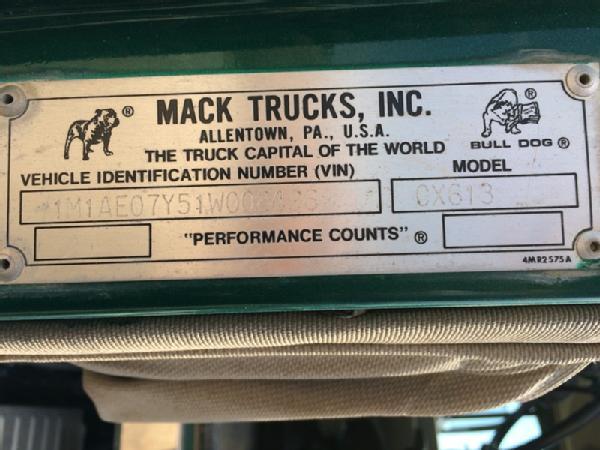 MACK TRUCKS, INC.
ALLENTOWN, PA., U.S.A.
THE TRUCK CAPITAL OF THE WORLD
BULL DOG ®
VEHICLE IDENTIFICATION NUMBER (VIN)
MODEL
CX613
"PERFORMANCE COUNTS" ®
4MR2575A